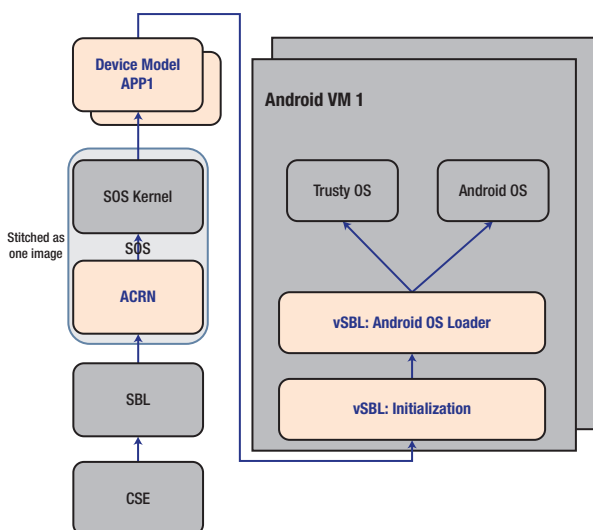 Device Model
APP1
SOS Kernel
Stitched as
one image
SOS
ACRN
SBL
CSE
Android VM 1
Trusty OS
Android OS
vSBL: Android OS Loader
vSBL: Initialization